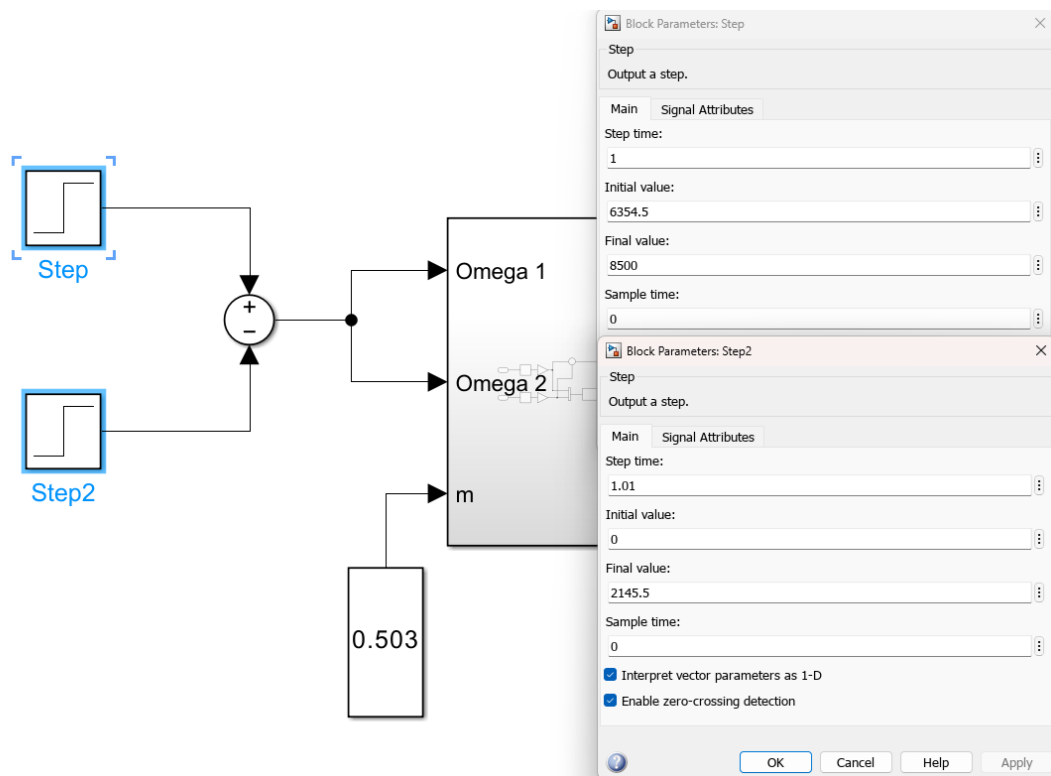 Step
+
−
Step2
Omega 1
Omega 2
m
0.503
Block Parameters: Step
Step
Output a step.
Main Signal Attributes
Step time:
1
Initial value:
6354.5
Final value:
8500
Sample time:
0
Block Parameters: Step2
Step
Output a step.
Main Signal Attributes
Step time:
1.01
Initial value:
0
Final value:
2145.5
Sample time:
0
Interpret vector parameters as 1-D
Enable zero-crossing detection
? OK Cancel Help Apply